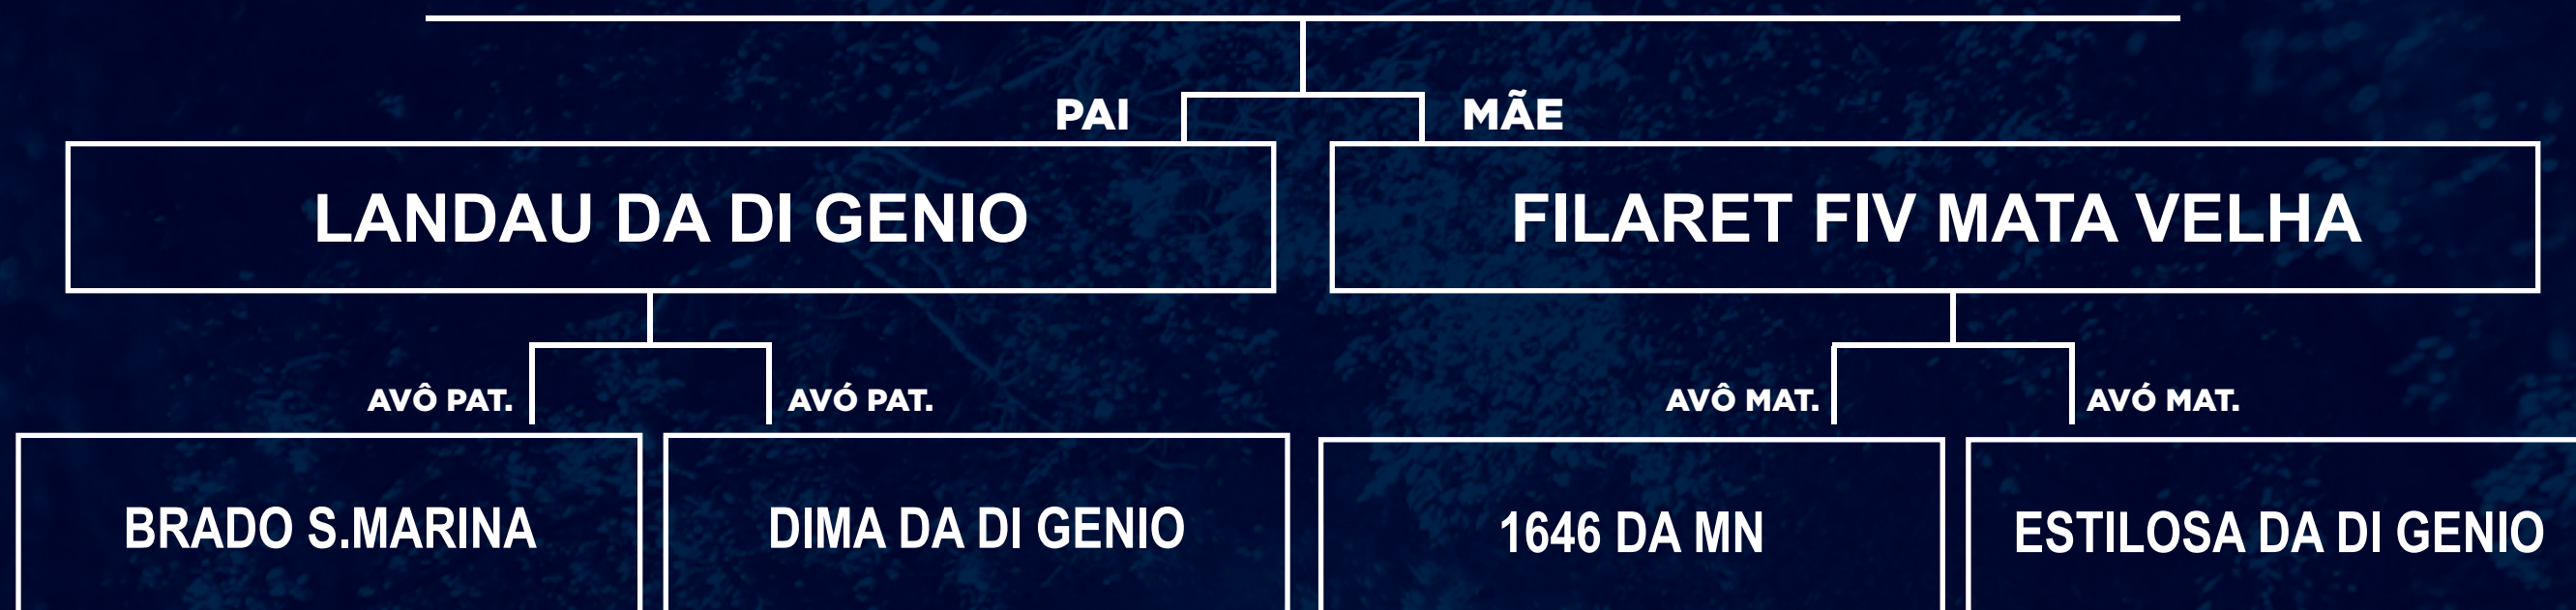 PAI
MÃE
LANDAU DA DI GENIO
FILARET FIV MATA VELHA
AVÔ PAT.
AVÓ PAT.
AVÔ MAT.
AVÓ MAT.
BRADO S.MARINA
DIMA DA DI GENIO
1646 DA MN
ESTILOSA DA DI GENIO